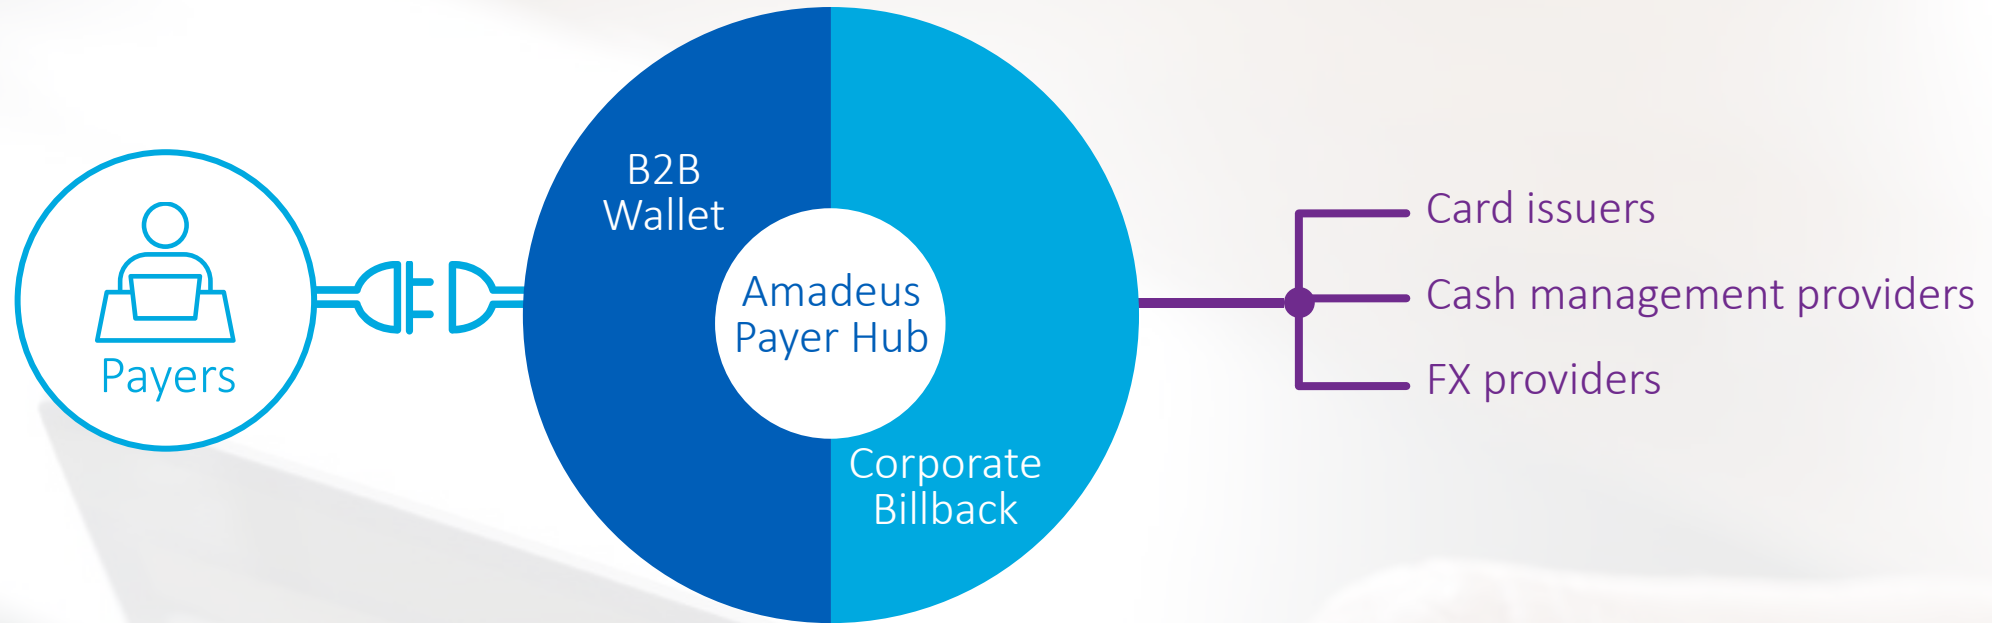 Payers
B2B
Wallet
Amadeus
Payer Hub
Corporate
Billback
Card issuers
Cash management providers
FX providers